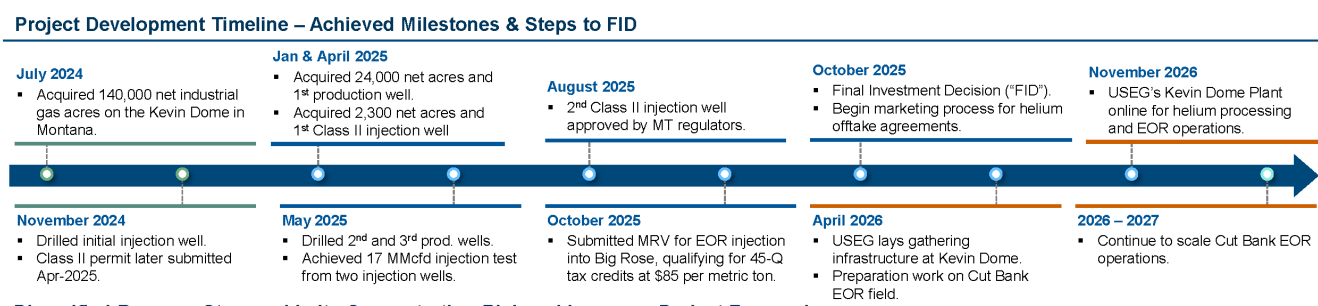 Project Development Timeline – Achieved Milestones & Steps to FID
July 2024
▪ Acquired 140,000 net industrial
gas acres on the Kevin Dome in
Montana.
Jan & April 2025
▪ Acquired 24,000 net acres and
1st production well.
▪ Acquired 2,300 net acres and
1st Class II injection well
August 2025
▪ 2nd Class II injection well
approved by MT regulators.
October 2025
▪ Final Investment Decision (“FID”).
▪ Begin marketing process for helium
offtake agreements.
November 2026
▪ USEG’s Kevin Dome Plant
online for helium processing
and EOR operations.
November 2024
▪ Drilled initial injection well.
▪ Class II permit later submitted
Apr-2025.
May 2025
▪ Drilled 2nd and 3rd prod. wells.
▪ Achieved 17 MMcfd injection test
from two injection wells.
October 2025
▪ Submitted MRV for EOR injection
into Big Rose, qualifying for 45-Q
tax credits at $85 per metric ton.
April 2026
▪ USEG lays gathering
infrastructure at Kevin Dome.
▪ Preparation work on Cut Bank
EOR field.
2026 – 2027
▪ Continue to scale Cut Bank EOR
operations.